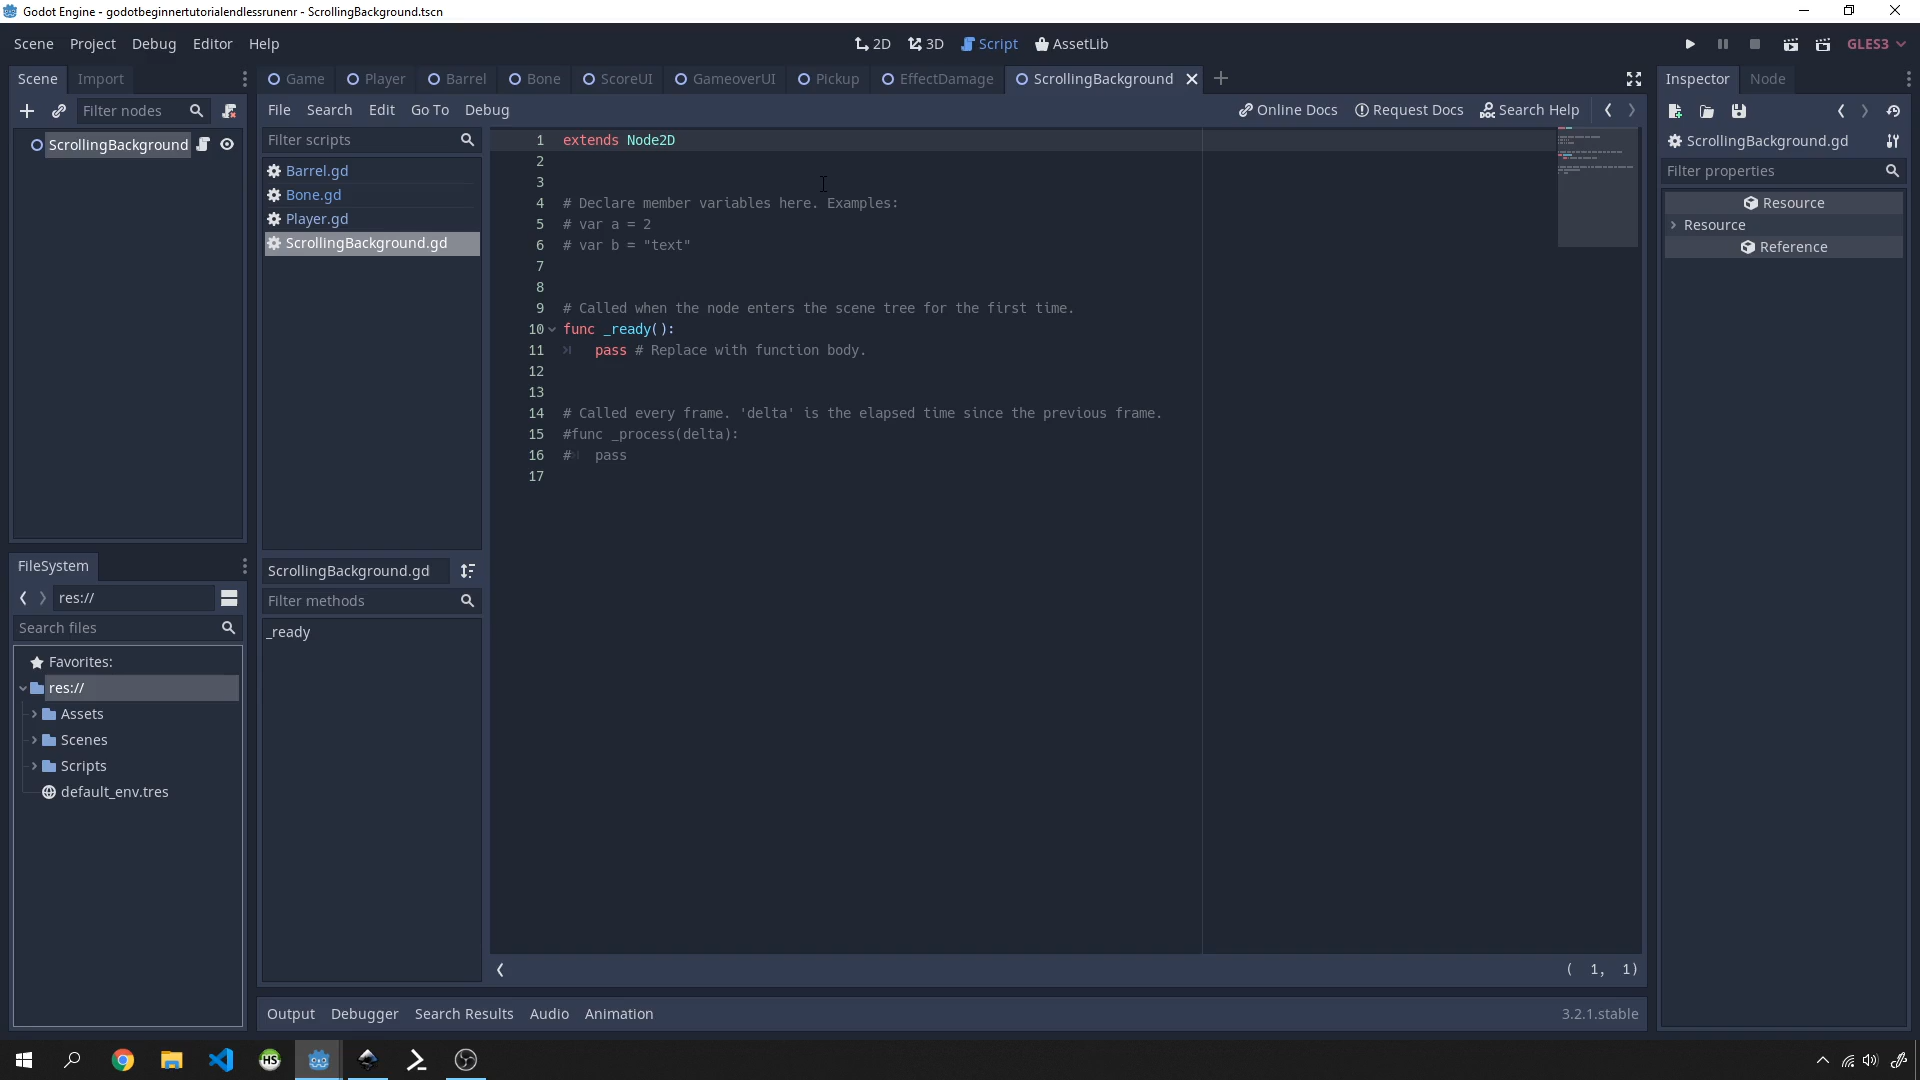 Godot Engine - godotbeginnertutorialendlessrunenr - ScrollingBackground.tscn
Scene Project Debug Editor Help
2D 3D Script AssetLib
GLES3
Scene Import
Game Player Barrel Bone ScoreUI GameoverUI Pickup EffectDamage ScrollingBackground
Inspector Node
Filter nodes
File Search Edit Go To Debug
Online Docs Request Docs Search Help
ScrollingBackground
Filter scripts
Barrel.gd
Bone.gd
Player.gd
ScrollingBackground.gd
ScrollingBackground.gd
Filter methods
_ready
1 extends Node2D
2
3
4 # Declare member variables here. Examples:
5 # var a = 2
6 # var b = "text"
7
8
9 # Called when the node enters the scene tree for the first time.
10 func _ready():
11 pass # Replace with function body.
12
13
14 # Called every frame. 'delta' is the elapsed time since the previous frame.
15 #func _process(delta):
16 # pass
17
( 1, 1)
ScrollingBackground.gd
Filter properties
Resource
Resource
Reference
FileSystem
res://
Search files
Favorites:
res://
Assets
Scenes
Scripts
default_env.tres
Output Debugger Search Results Audio Animation
3.2.1.stable
HS